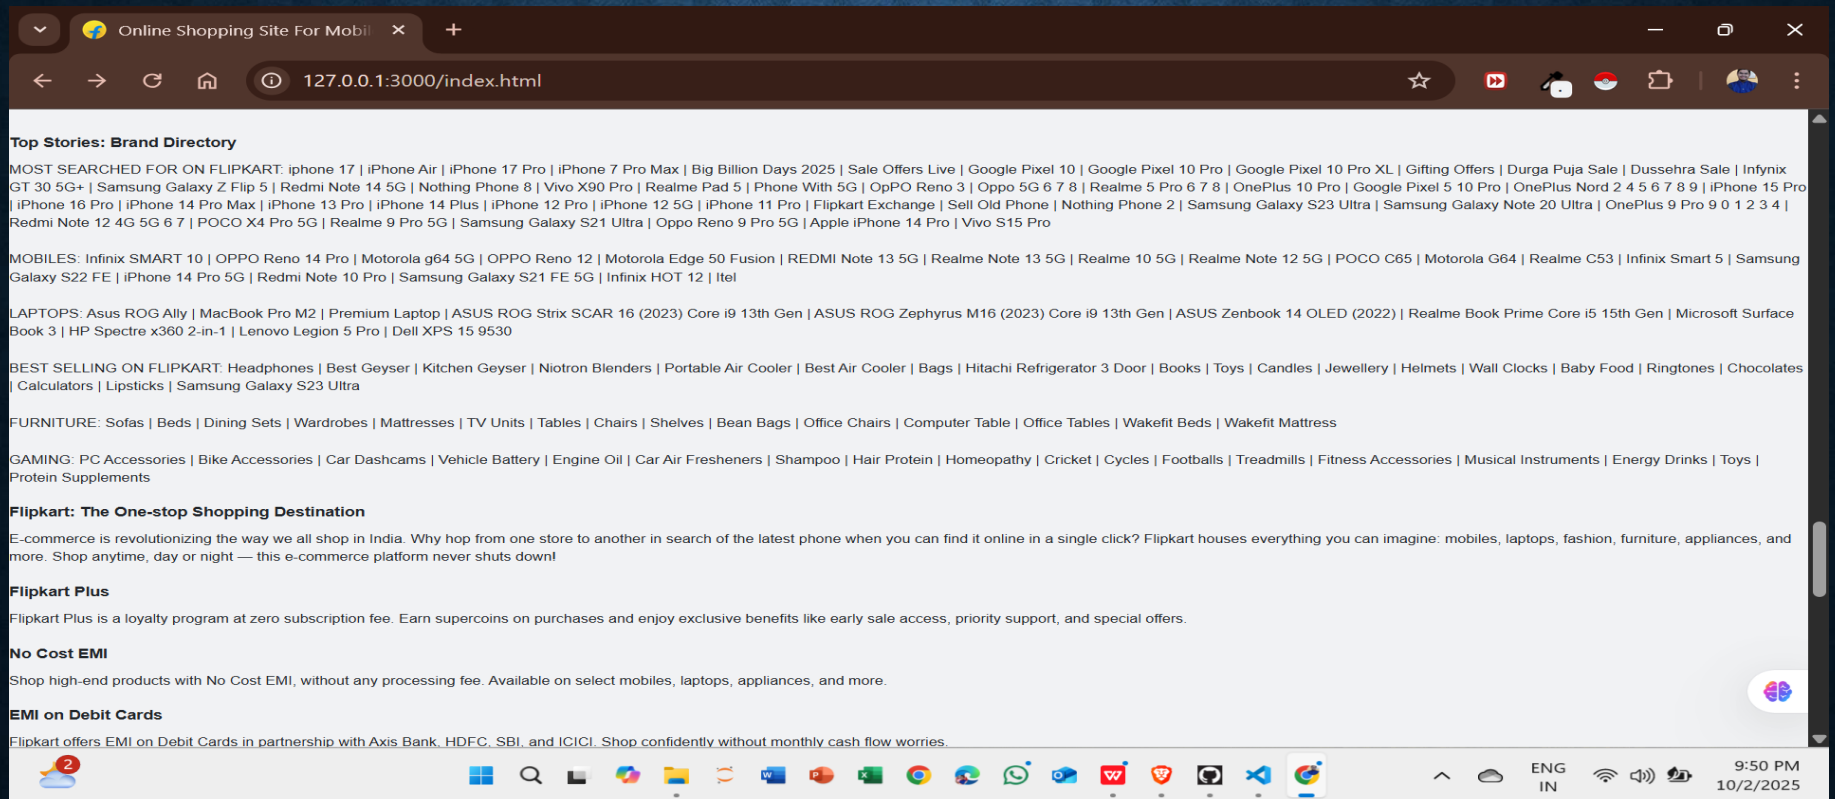 Online Shopping Site For Mobil
127.0.0.1:3000/index.html
Top Stories: Brand Directory
MOST SEARCHED FOR ON FLIPKART: iphone 17 | iPhone Air | iPhone 17 Pro | iPhone 7 Pro Max | Big Billion Days 2025 | Sale Offers Live | Google Pixel 10 | Google Pixel 10 Pro | Google Pixel 10 Pro XL | Gifting Offers | Durga Puja Sale | Dussehra Sale | Infynix
GT 30 5G+ | Samsung Galaxy Z Flip 5 | Redmi Note 14 5G | Nothing Phone 8 | Vivo X90 Pro | Realme Pad 5 | Phone With 5G | OpPO Reno 3 | Oppo 5G 6 7 8 | Realme 5 Pro 6 7 8 | OnePlus 10 Pro | Google Pixel 5 10 Pro | OnePlus Nord 2 4 5 6 7 8 9 | iPhone 15 Pro
| iPhone 16 Pro | iPhone 14 Pro Max | iPhone 13 Pro | iPhone 14 Plus | iPhone 12 Pro | iPhone 12 5G | iPhone 11 Pro | Flipkart Exchange | Sell Old Phone | Nothing Phone 2 | Samsung Galaxy S23 Ultra | Samsung Galaxy Note 20 Ultra | OnePlus 9 Pro 9 0 1 2 3 4 |
Redmi Note 12 4G 5G 6 7 | POCO X4 Pro 5G | Realme 9 Pro 5G | Samsung Galaxy S21 Ultra | Oppo Reno 9 Pro 5G | Apple iPhone 14 Pro | Vivo S15 Pro
MOBILES: Infinix SMART 10 | OPPO Reno 14 Pro | Motorola g64 5G | OPPO Reno 12 | Motorola Edge 50 Fusion | REDMI Note 13 5G | Realme Note 13 5G | Realme 10 5G | Realme Note 12 5G | POCO C65 | Motorola G64 | Realme C53 | Infinix Smart 5 | Samsung
Galaxy S22 FE | iPhone 14 Pro 5G | Redmi Note 10 Pro | Samsung Galaxy S21 FE 5G | Infinix HOT 12 | Itel
LAPTOPS: Asus ROG Ally | MacBook Pro M2 | Premium Laptop | ASUS ROG Strix SCAR 16 (2023) Core i9 13th Gen | ASUS ROG Zephyrus M16 (2023) Core i9 13th Gen | ASUS Zenbook 14 OLED (2022) | Realme Book Prime Core i5 15th Gen | Microsoft Surface
Book 3 | HP Spectre x360 2-in-1 | Lenovo Legion 5 Pro | Dell XPS 15 9530
BEST SELLING ON FLIPKART: Headphones | Best Geyser | Kitchen Geyser | Niotron Blenders | Portable Air Cooler | Best Air Cooler | Bags | Hitachi Refrigerator 3 Door | Books | Toys | Candles | Jewellery | Helmets | Wall Clocks | Baby Food | Ringtones | Chocolates
| Calculators | Lipsticks | Samsung Galaxy S23 Ultra
FURNITURE: Sofas | Beds | Dining Sets | Wardrobes | Mattresses | TV Units | Tables | Chairs | Shelves | Bean Bags | Office Chairs | Computer Table | Office Tables | Wakefit Beds | Wakefit Mattress
GAMING: PC Accessories | Bike Accessories | Car Dashcams | Vehicle Battery | Engine Oil | Car Air Fresheners | Shampoo | Hair Protein | Homeopathy | Cricket | Cycles | Footballs | Treadmills | Fitness Accessories | Musical Instruments | Energy Drinks | Toys |
Protein Supplements
Flipkart: The One-stop Shopping Destination
E-commerce is revolutionizing the way we all shop in India. Why hop from one store to another in search of the latest phone when you can find it online in a single click? Flipkart houses everything you can imagine: mobiles, laptops, fashion, furniture, appliances, and
more. Shop anytime, day or night — this e-commerce platform never shuts down!
Flipkart Plus
Flipkart Plus is a loyalty program at zero subscription fee. Earn supercoins on purchases and enjoy exclusive benefits like early sale access, priority support, and special offers.
No Cost EMI
Shop high-end products with No Cost EMI, without any processing fee. Available on select mobiles, laptops, appliances, and more.
EMI on Debit Cards
Flipkart offers EMI on Debit Cards in partnership with Axis Bank, HDFC, SBI, and ICICI. Shop confidently without monthly cash flow worries.
2
ENG
IN
9:50 PM
10/2/2025